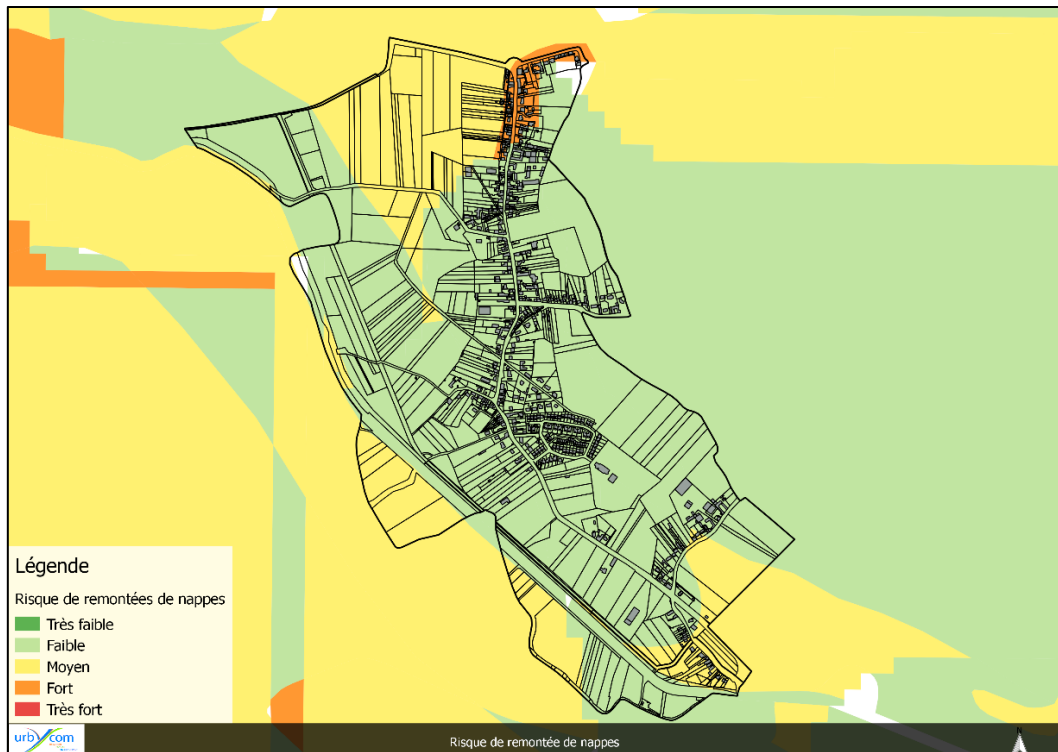 Légende
Risque de remontées de nappes
Très faible
Faible
Moyen
Fort
Très fort
urbycom
Risque de remontée de nappes